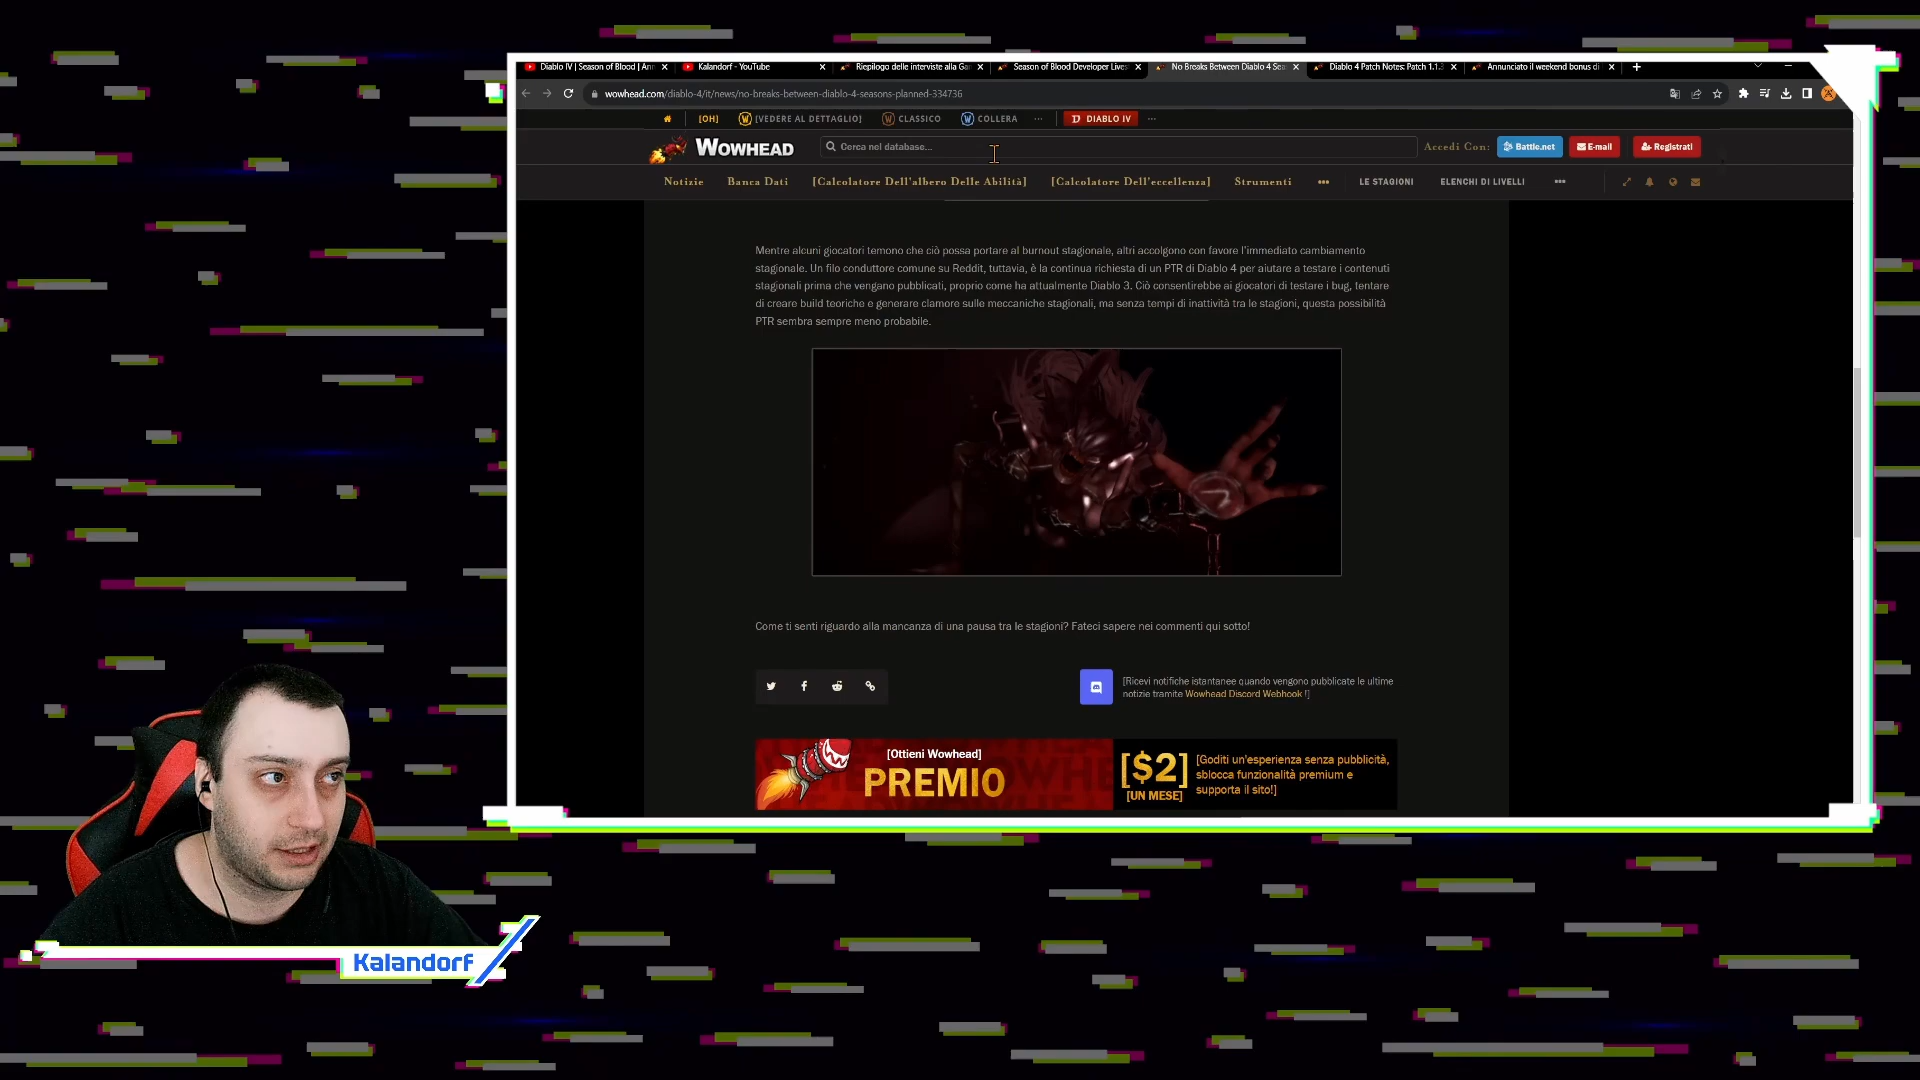 Diablo IV | Season of Blood | Ann
Kalandorf - YouTube
Riepilogo delle interviste alla Gam
Season of Blood Developer Lives
No Breaks Between Diablo 4 Sea
Diablo 4 Patch Notes: Patch 1.1.3
Annunciato il weekend bonus di
wowhead.com/diablo-4/it/news/no-breaks-between-diablo-4-seasons-planned-334736
[OH] [VEDERE AL DETTAGLIO] CLASSICO COLLERA ... DIABLO IV ...
WOWHEAD Cerca nel database... Accedi Con: Battle.net E-mail Registrati
Notizie Banca Dati [Calcolatore Dell'albero Delle Abilità] [Calcolatore Dell'eccellenza] Strumenti ... LE STAGIONI ELENCHI DI LIVELLI ...
Mentre alcuni giocatori temono che ciò possa portare al burnout stagionale, altri accolgono con favore l'immediato cambiamento
stagionale. Un filo conduttore comune su Reddit, tuttavia, è la continua richiesta di un PTR di Diablo 4 per aiutare a testare i contenuti
stagionali prima che vengano pubblicati, proprio come ha attualmente Diablo 3. Ciò consentirebbe ai giocatori di testare i bug, tentare
di creare build teoriche e generare clamore sulle meccaniche stagionali, ma senza tempi di inattività tra le stagioni, questa possibilità
PTR sembra sempre meno probabile.
Come ti senti riguardo alla mancanza di una pausa tra le stagioni? Fateci sapere nei commenti qui sotto!
[Ricevi notifiche istantanee quando vengono pubblicate le ultime
notizie tramite Wowhead Discord Webhook !]
[Ottieni Wowhead]
PREMIO
[$2]
[UN MESE]
[Goditi un'esperienza senza pubblicità,
sblocca funzionalità premium e
supporta il sito!]
Kalandorf